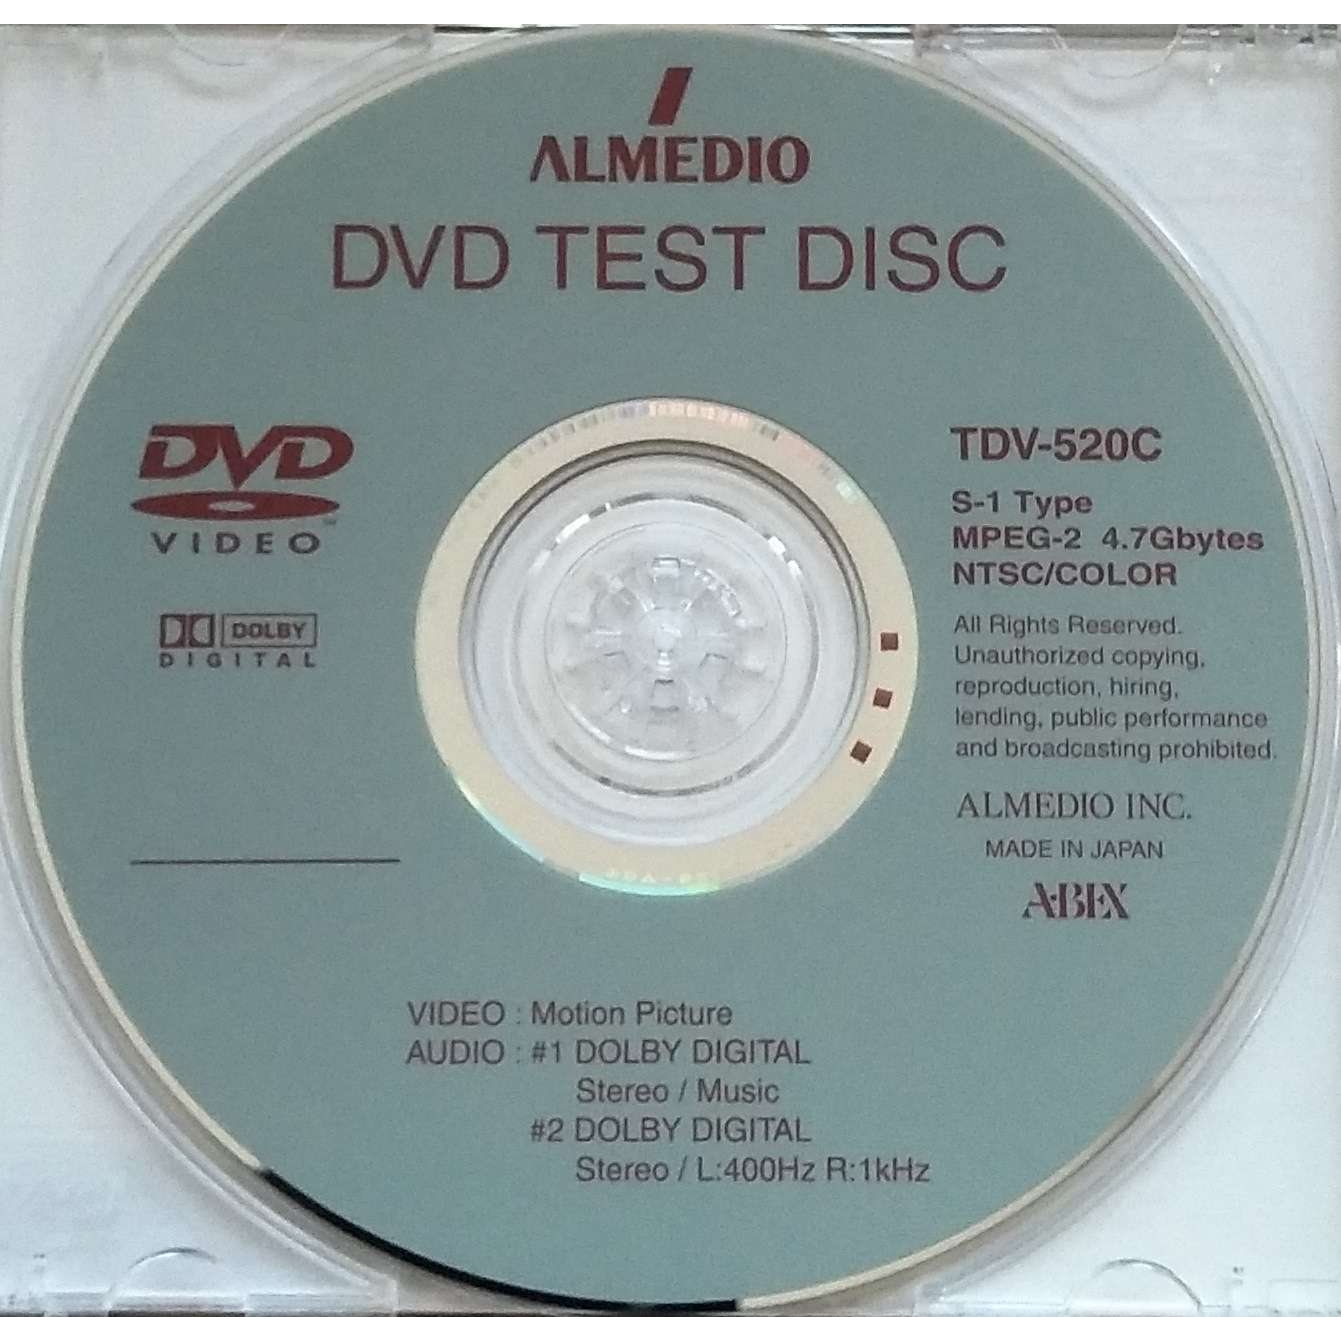 ALMEDIO
DVD TEST DISC
DVD
VIDEO
DOLBY
DIGITAL
TDV-520C
S-1 Type
MPEG-2 4.7Gbytes
NTSC/COLOR
All Rights Reserved.
Unauthorized copying,
reproduction, hiring,
lending, public performance
and broadcasting prohibited.
ALMEDIO INC.
MADE IN JAPAN
A·BEX
VIDEO : Motion Picture
AUDIO : #1 DOLBY DIGITAL
Stereo / Music
#2 DOLBY DIGITAL
Stereo / L:400Hz R:1kHz